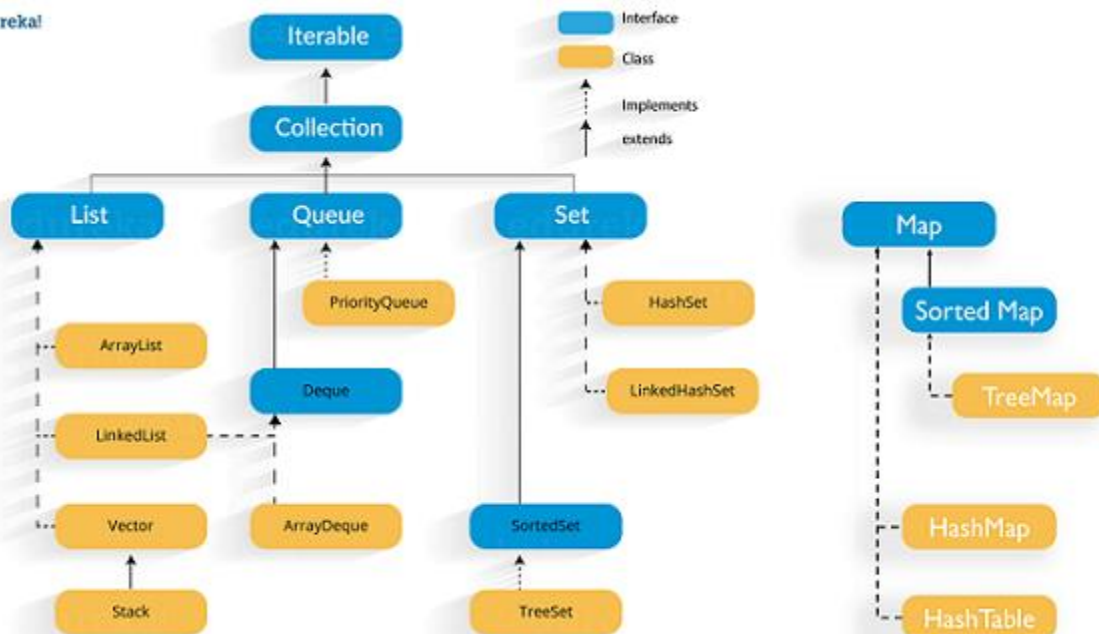 reka!
Iterable
Interface
Class
Collection
Implements
extends
List
Queue
Set
Map
PriorityQueue
HashSet
Sorted Map
ArrayList
Deque
LinkedHashSet
TreeMap
LinkedList
Vector
ArrayDeque
SortedSet
HashMap
Stack
TreeSet
HashTable